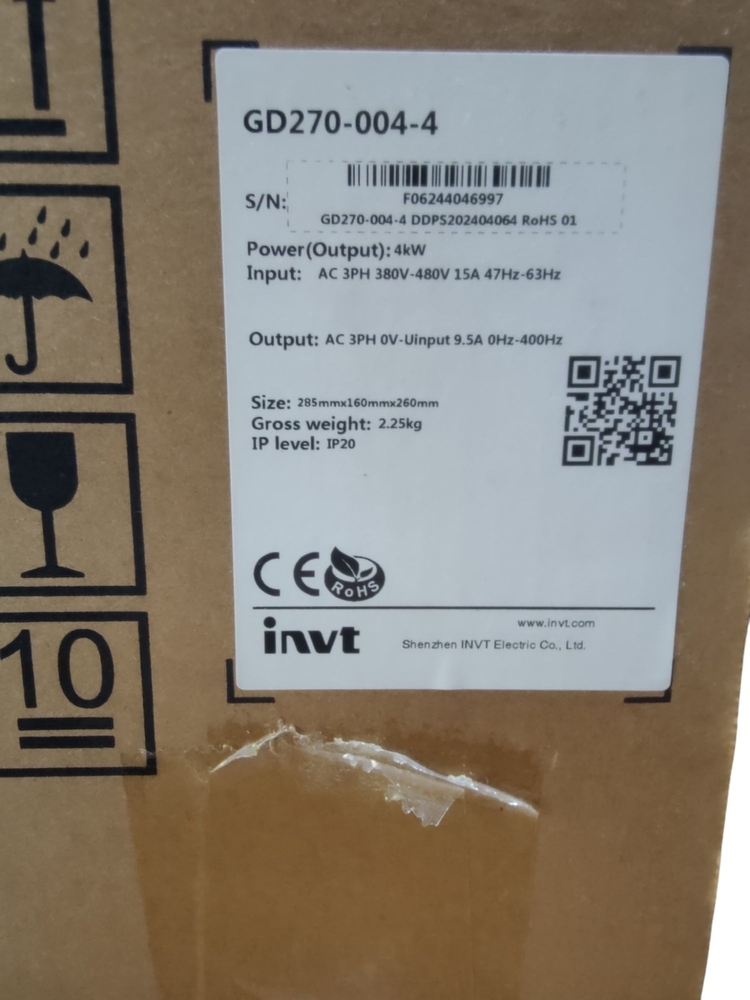 GD270-004-4
S/N:
F06244046997
GD270-004-4 DDPS202404064 RoHS 01
Power(Output): 4kW
Input: AC 3PH 380V-480V 15A 47Hz-63Hz
Output: AC 3PH 0V-Uinput 9.5A 0Hz-400Hz
Size: 285mmx160mmx260mm
Gross weight: 2.25kg
IP level: IP20
CE RoHS
invt
www.invt.com
Shenzhen INVT Electric Co., Ltd.
10